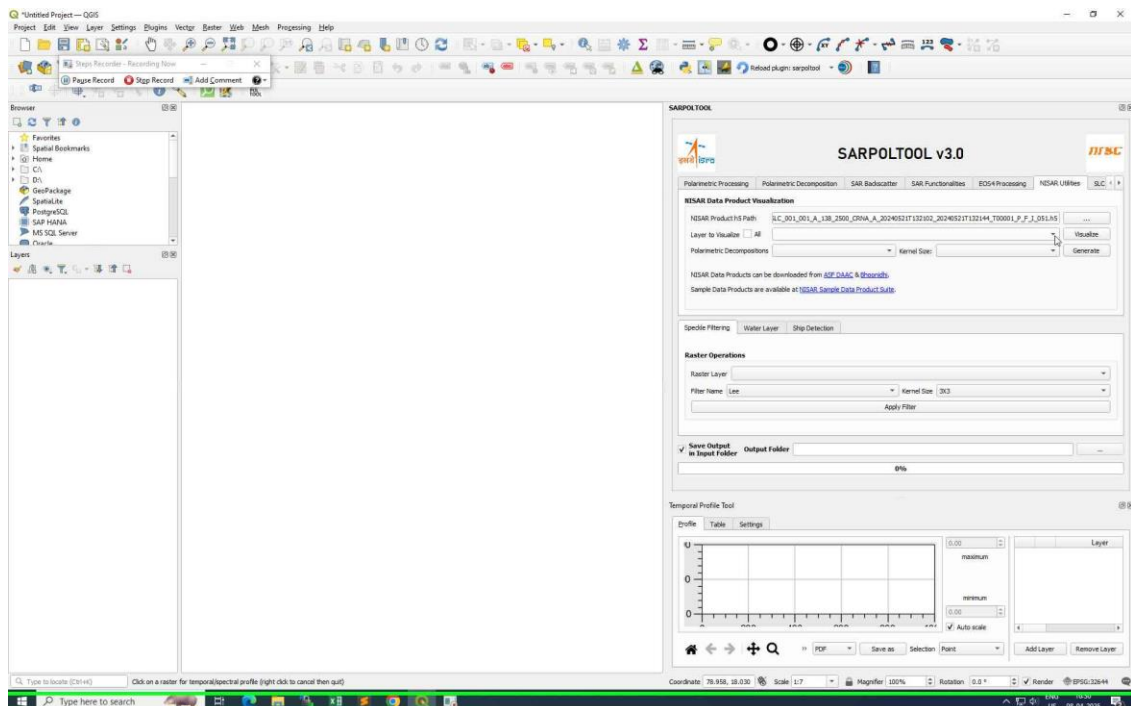 *Untitled Project — QGIS
Project Edit View Layer Settings Plugins Vector Raster Web Mesh Processing Help
Steps Recorder - Recording Now
Reload plugin: sarpoltool
Pause Record Stop Record Add Comment
Browser
Favorites
Spatial Bookmarks
Home
C:\
D:\
GeoPackage
SpatiaLite
PostgreSQL
SAP HANA
MS SQL Server
Oracle
Layers
SARPOLTOOL
isro
SARPOLTOOL v3.0
nrsc
Polarimetric Processing Polarimetric Decomposition SAR Backscatter SAR Functionalities EOS4 Processing NISAR Utilities SLC
NISAR Data Product Visualization
NISAR Product h5 Path SLC_001_001_A_138_2500_CRNA_A_20240521T132102_20240521T132144_T00001_P_F_J_051.h5 ...
Layer to Visualize All Visualize
Polarimetric Decompositions Kernel Size: Generate
NISAR Data Products can be downloaded from ASF DAAC & Bhoonidhi.
Sample Data Products are available at NISAR Sample Data Product Suite.
Speckle Filtering Water Layer Ship Detection
Raster Operations
Raster Layer
Filter Name Lee Kernel Size 3X3
Apply Filter
Save Output in Input Folder Output Folder ...
0%
Temporal Profile Tool
Profile Table Settings
0.00
maximum
minimum
0.00
Auto scale
Layer
PDF Save as Selection Point Add Layer Remove Layer
Type to locate (Ctrl+K) Click on a raster for temporal/spectral profile (right click to cancel then quit) Coordinate 78.958, 18.030 Scale 1:7 Magnifier 100% Rotation 0.0 ° Render EPSG:32644
Type here to search